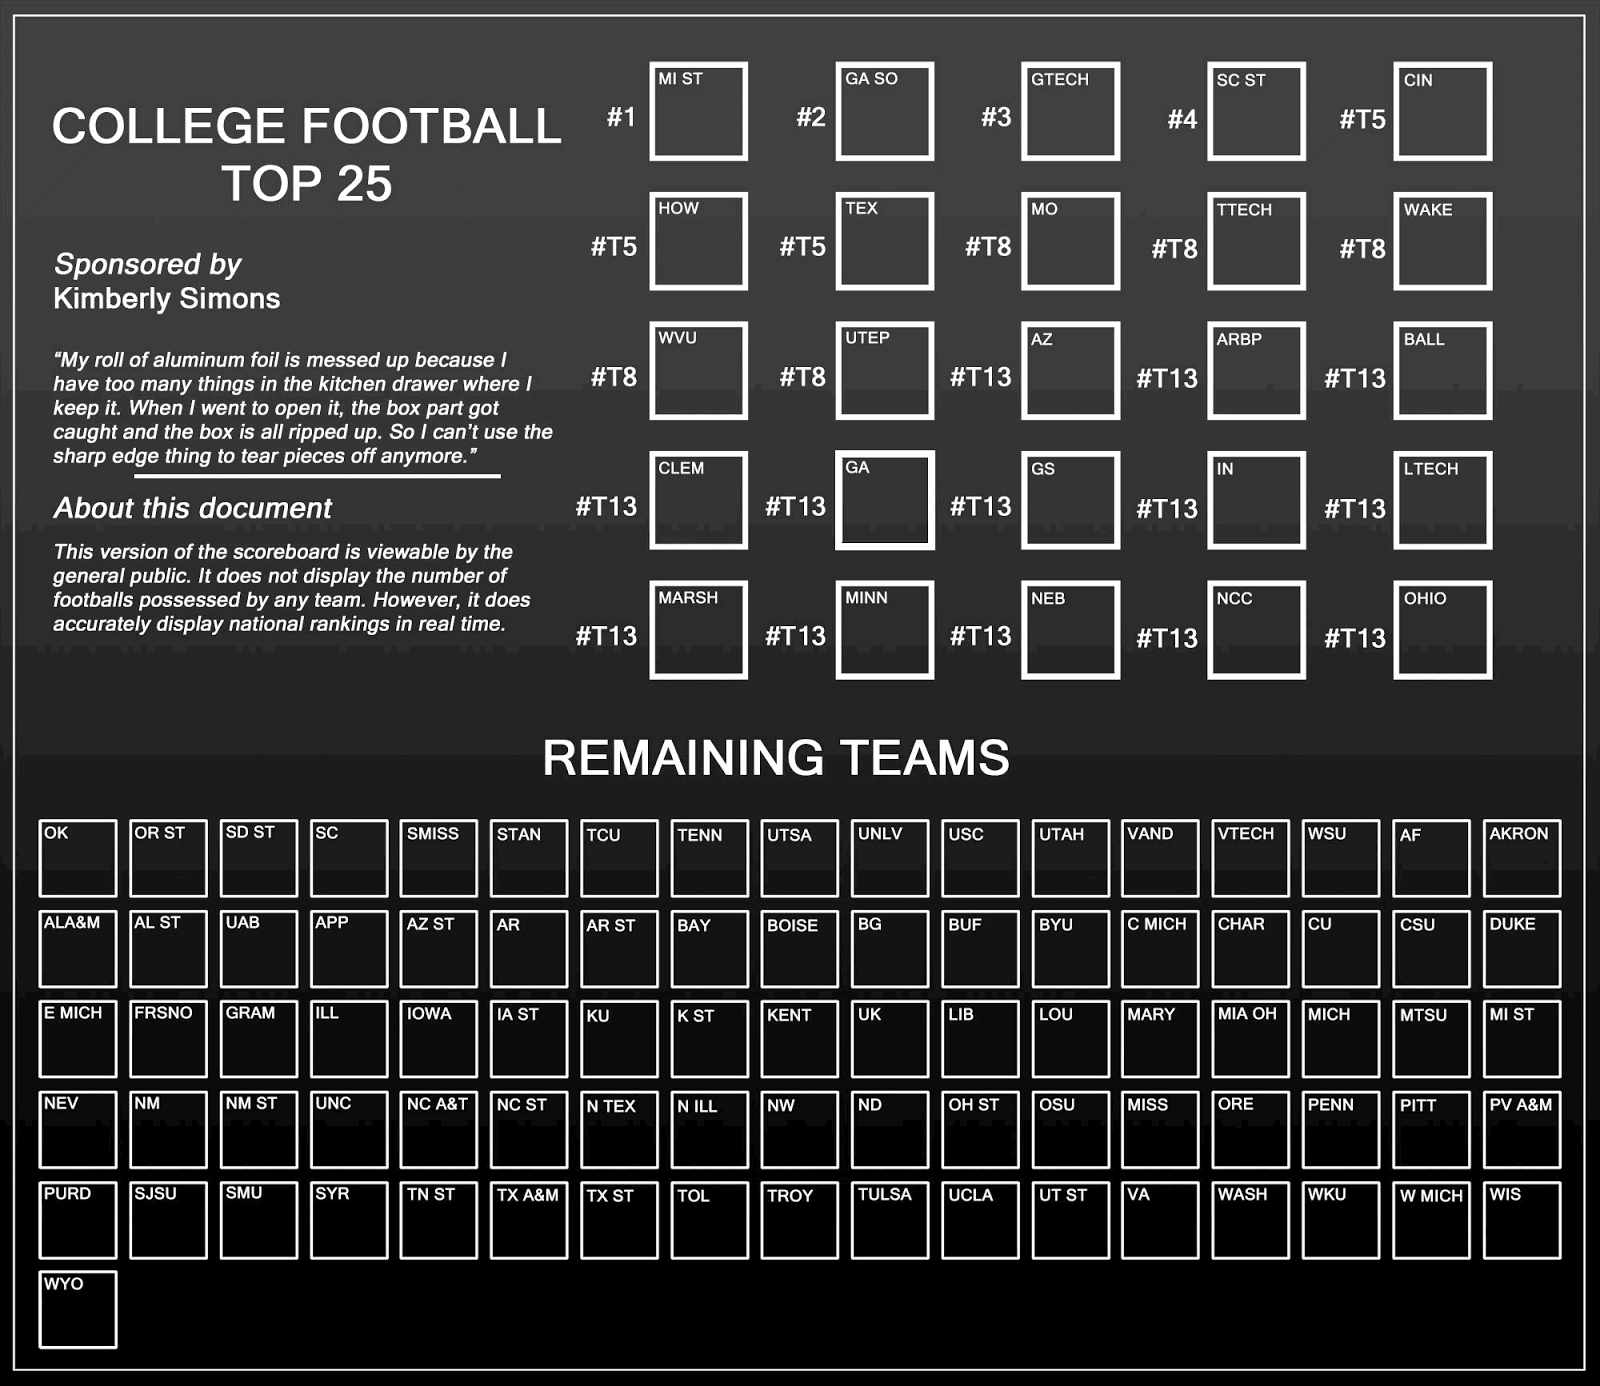 COLLEGE FOOTBALL
TOP 25
Sponsored by
Kimberly Simons
“My roll of aluminum foil is messed up because I
have too many things in the kitchen drawer where I
keep it. When I went to open it, the box part got
caught and the box is all ripped up. So I can’t use the
sharp edge thing to tear pieces off anymore.”
About this document
This version of the scoreboard is viewable by the
general public. It does not display the number of
footballs possessed by any team. However, it does
accurately display national rankings in real time.
#1 MI ST #2 GA SO #3 GTECH #4 SC ST #T5 CIN
#T5 HOW #T5 TEX #T8 MO #T8 TTECH #T8 WAKE
#T8 WVU #T8 UTEP #T13 AZ #T13 ARBP #T13 BALL
#T13 CLEM #T13 GA #T13 GS #T13 IN #T13 LTECH
#T13 MARSH #T13 MINN #T13 NEB #T13 NCC #T13 OHIO
REMAINING TEAMS
OK OR ST SD ST SC SMISS STAN TCU TENN UTSA UNLV USC UTAH VAND VTECH WSU AF AKRON
ALA&M AL ST UAB APP AZ ST AR AR ST BAY BOISE BG BUF BYU C MICH CHAR CU CSU DUKE
E MICH FRSNO GRAM ILL IOWA IA ST KU K ST KENT UK LIB LOU MARY MIA OH MICH MTSU MI ST
NEV NM NM ST UNC NC A&T NC ST N TEX N ILL NW ND OH ST OSU MISS ORE PENN PITT PV A&M
PURD SJSU SMU SYR TN ST TX A&M TX ST TOL TROY TULSA UCLA UT ST VA WASH WKU W MICH WIS
WYO